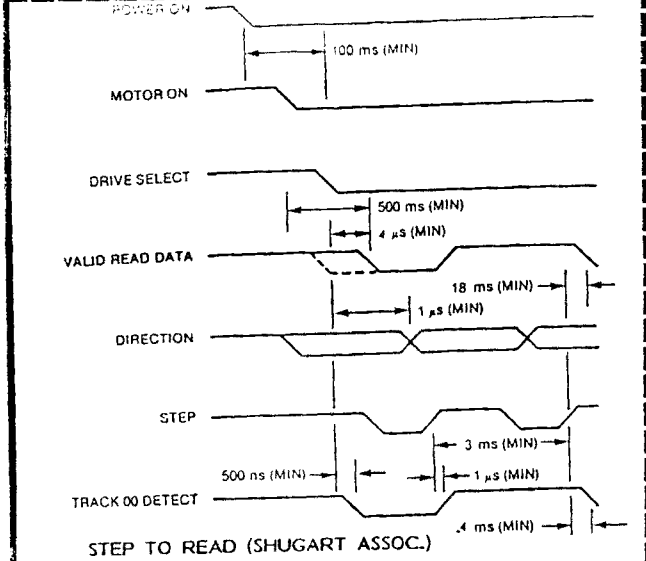 POWER ON
100 ms (MIN)
MOTOR ON
DRIVE SELECT
500 ms (MIN)
4 µs (MIN)
VALID READ DATA
18 ms (MIN)
1 µs (MIN)
DIRECTION
STEP
3 ms (MIN)
500 ns (MIN)
1 µs (MIN)
TRACK 00 DETECT
.4 ms (MIN)
STEP TO READ (SHUGART ASSOC.)